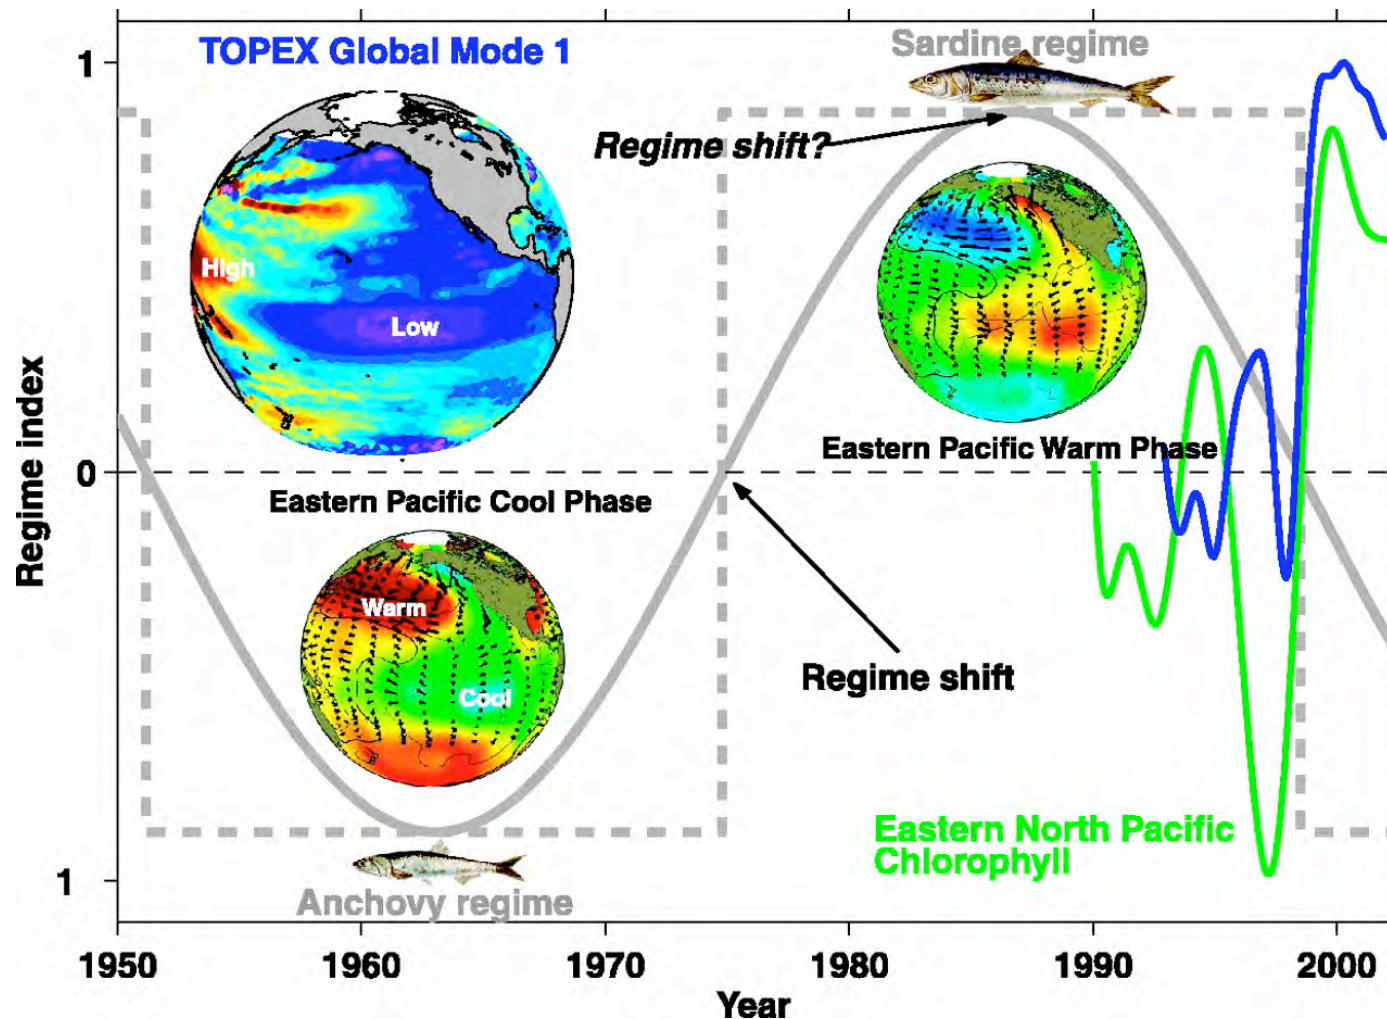 TOPEX Global Mode 1
Sardine regime
Regime shift?
High
Low
Eastern Pacific Warm Phase
Eastern Pacific Cool Phase
Warm
Cool
Regime shift
Eastern North Pacific
Chlorophyll
Anchovy regime
Regime index
1
0
1
1950
1960
1970
1980
1990
2000
Year